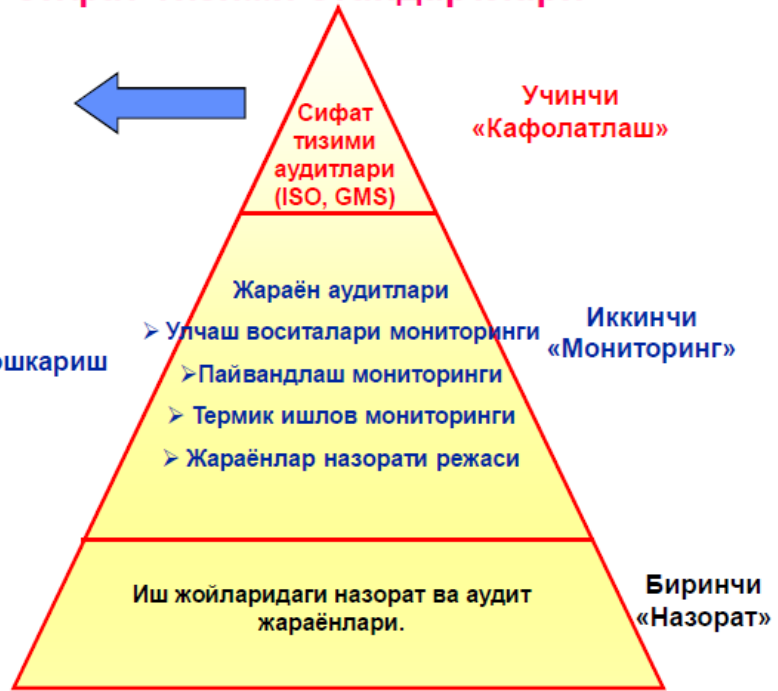 Сифат
тизими
аудитлари
(ISO, GMS)
Учинчи
«Кафолатлаш»
Жараён аудитлари
➢ Улчаш воситалари мониторинги
➢Пайвандлаш мониторинги
➢ Термик ишлов мониторинги
➢ Жараёнлар назорати режаси
Иккинчи
«Мониторинг»
Иш жойларидаги назорат ва аудит
жараёнлари.
Биринчи
«Назорат»